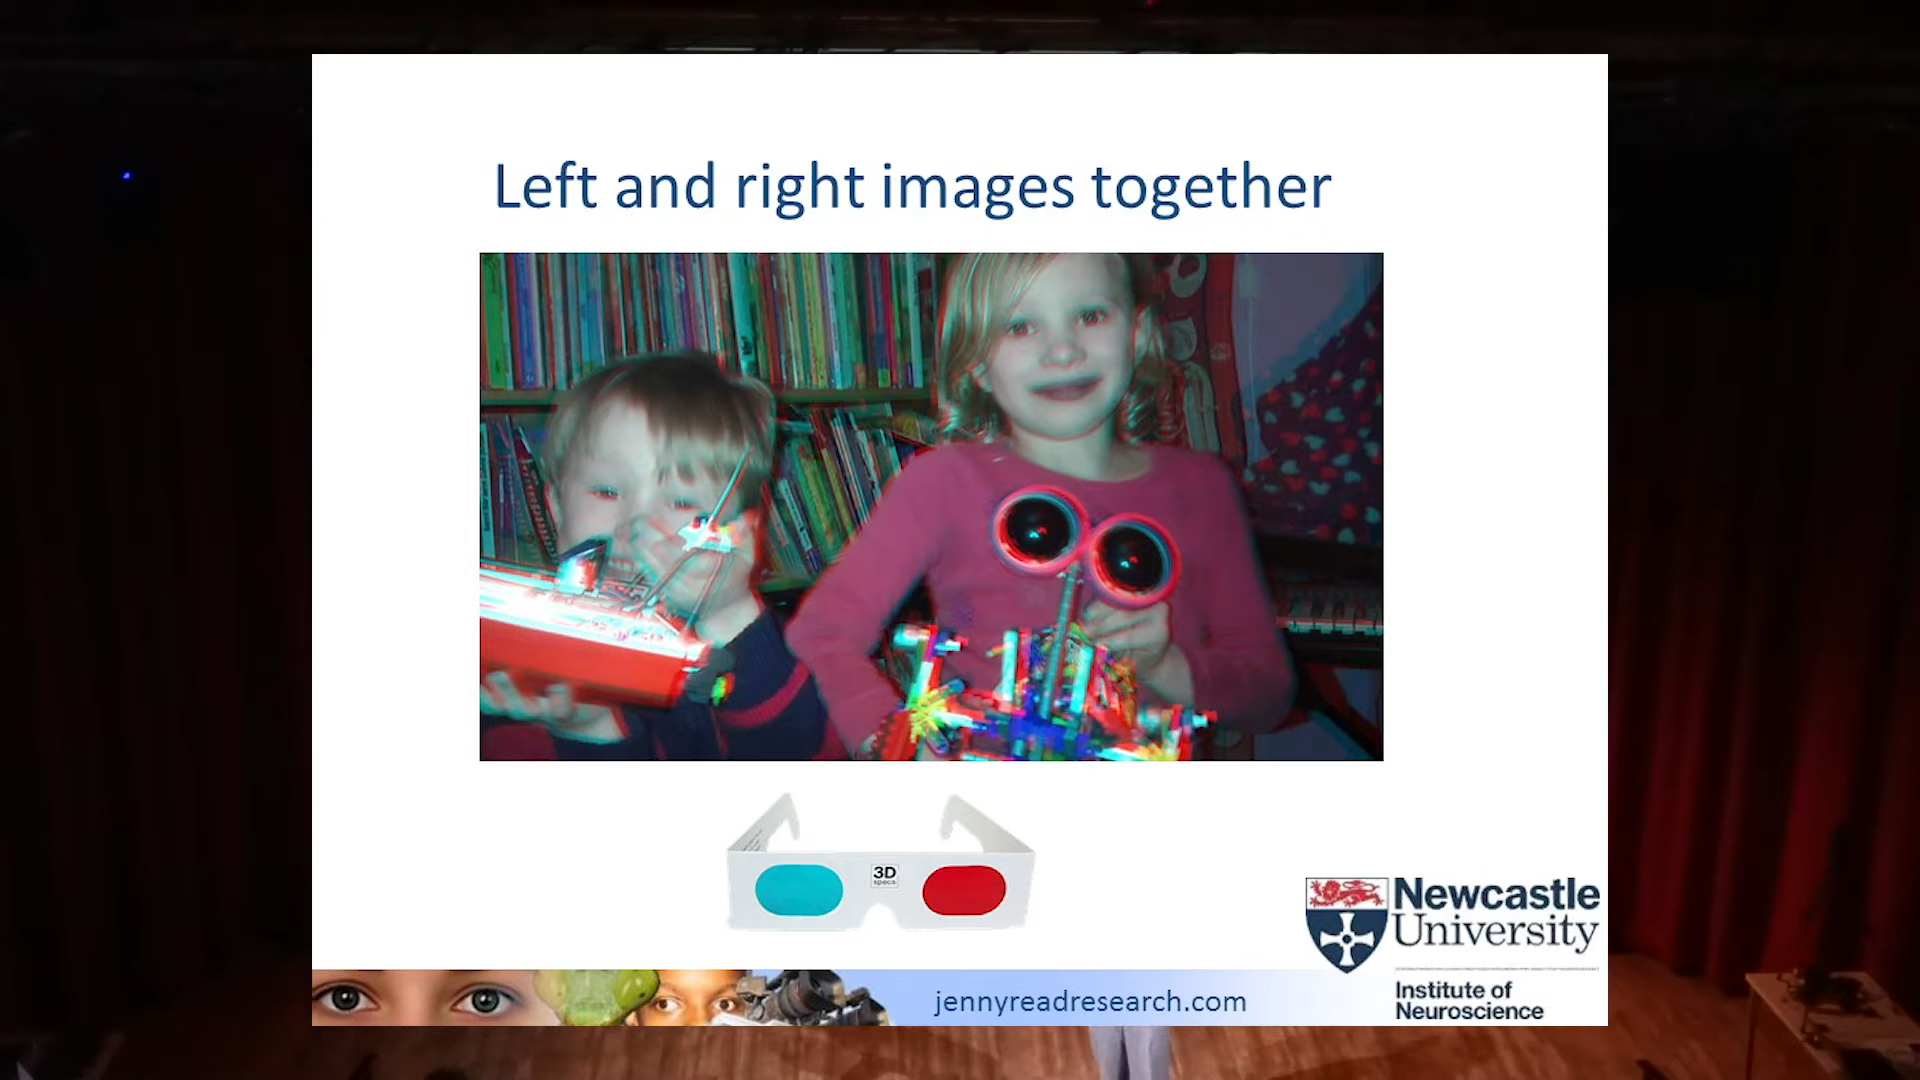 Left and right images together
3D
specs
Newcastle
University
Institute of
Neuroscience
jennyreadresearch.com